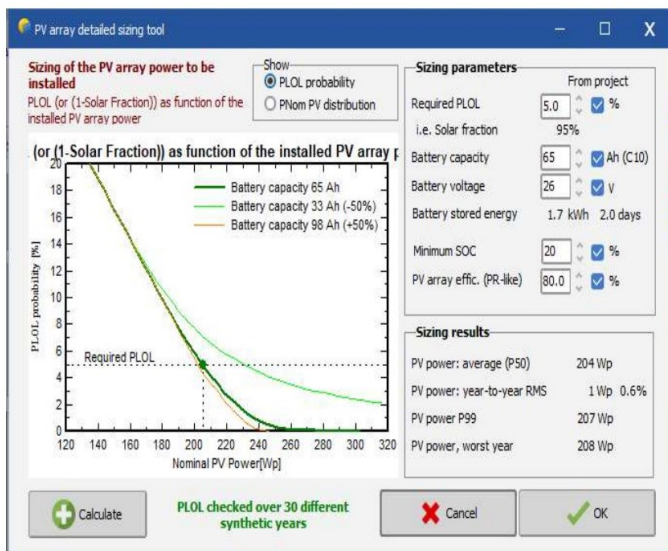 PV array detailed sizing tool
Sizing of the PV array power to be
installed
PLOL (or (1-Solar Fraction)) as function of the
installed PV array power
Show
PLOL probability
PNom PV distribution
(or (1-Solar Fraction)) as function of the installed PV array p
20
18
16
14
12
10
8
6
4
2
0
PLOL probability [%]
Battery capacity 65 Ah
Battery capacity 33 Ah (-50%)
Battery capacity 98 Ah (+50%)
Required PLOL
120 140 160 180 200 220 240 260 280 300 320
Nominal PV Power[Wp]
Sizing parameters
From project
Required PLOL 5.0 %
i.e. Solar fraction 95%
Battery capacity 65 Ah (C10)
Battery voltage 26 V
Battery stored energy 1.7 kWh 2.0 days
Minimum SOC 20 %
PV array effic. (PR-like) 80.0 %
Sizing results
PV power: average (P50) 204 Wp
PV power: year-to-year RMS 1 Wp 0.6%
PV power P99 207 Wp
PV power, worst year 208 Wp
Calculate
PLOL checked over 30 different
synthetic years
Cancel
OK